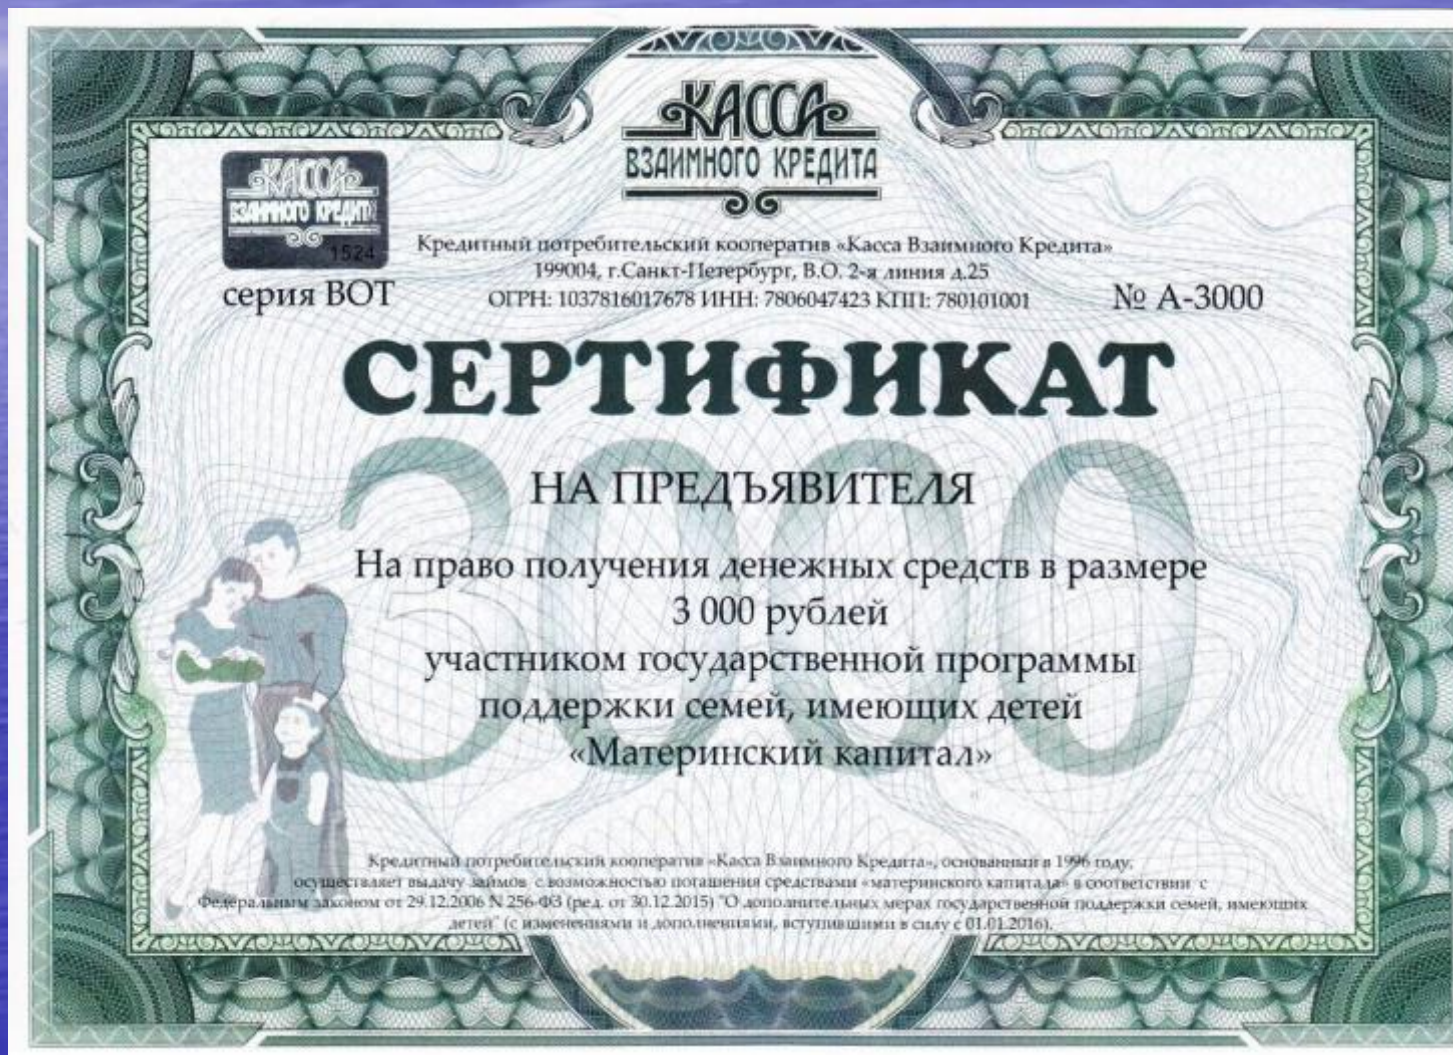 КАССА
ВЗАИМНОГО КРЕДИТА
КАССА
ВЗАИМНОГО КРЕДИТА
1524
Кредитный потребительский кооператив «Касса Взаимного Кредита»
199004, г.Санкт-Петербург, В.О. 2-я линия д.25
серия ВОТ
ОГРН: 1037816017678 ИНН: 7806047423 КПП: 780101001
№ А-3000
СЕРТИФИКАТ
3000
НА ПРЕДЪЯВИТЕЛЯ
На право получения денежных средств в размере
3 000 рублей
участником государственной программы
поддержки семей, имеющих детей
«Материнский капитал»
Кредитный потребительский кооператив «Касса Взаимного Кредита», основанный в 1996 году,
осуществляет выдачу займов с возможностью погашения средствами «материнского капитала» в соответствии с
Федеральным законом от 29.12.2006 N 256-ФЗ (ред. от 30.12.2015) "О дополнительных мерах государственной поддержки семей, имеющих
детей" (с изменениями и дополнениями, вступившими в силу с 01.01.2016).